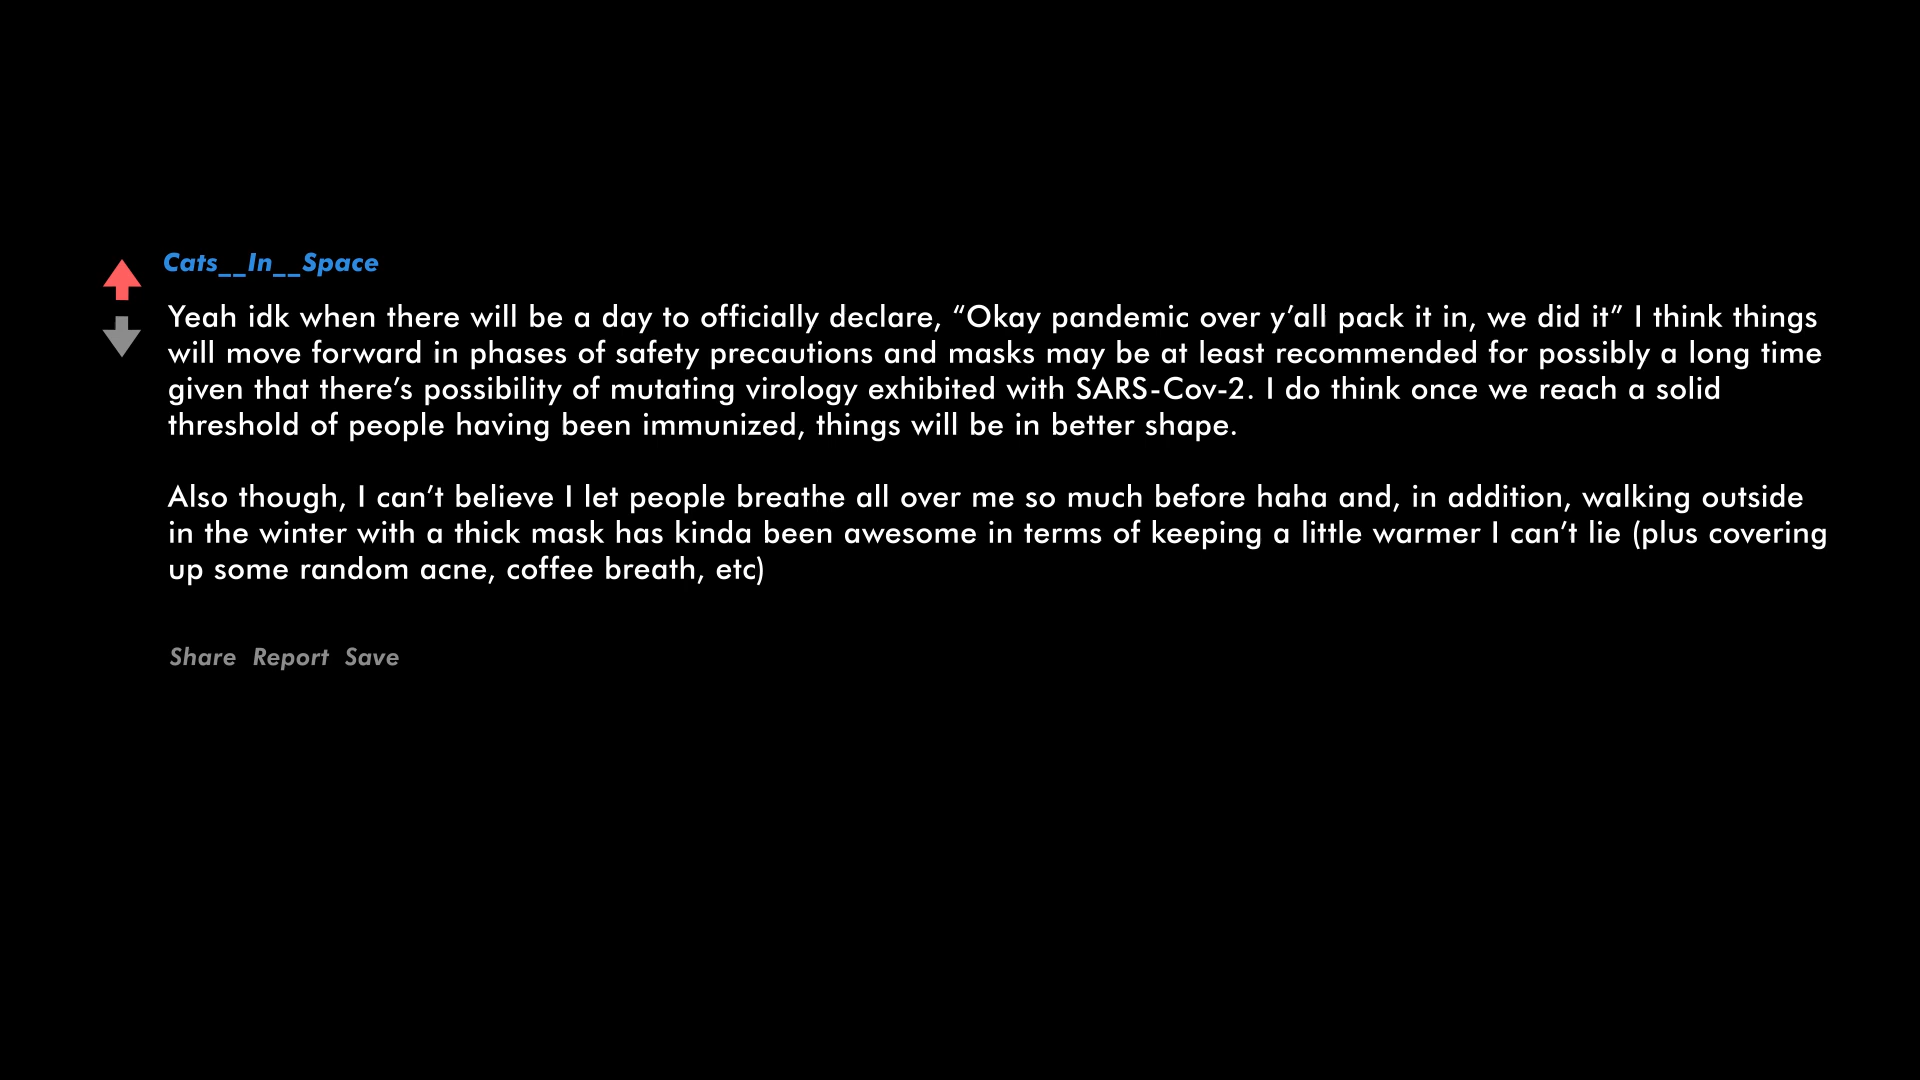 Cats__In__Space
Yeah idk when there will be a day to officially declare, “Okay pandemic over y’all pack it in, we did it” I think things
will move forward in phases of safety precautions and masks may be at least recommended for possibly a long time
given that there’s possibility of mutating virology exhibited with SARS-Cov-2. I do think once we reach a solid
threshold of people having been immunized, things will be in better shape.
Also though, I can’t believe I let people breathe all over me so much before haha and, in addition, walking outside
in the winter with a thick mask has kinda been awesome in terms of keeping a little warmer I can’t lie (plus covering
up some random acne, coffee breath, etc)
Share Report Save